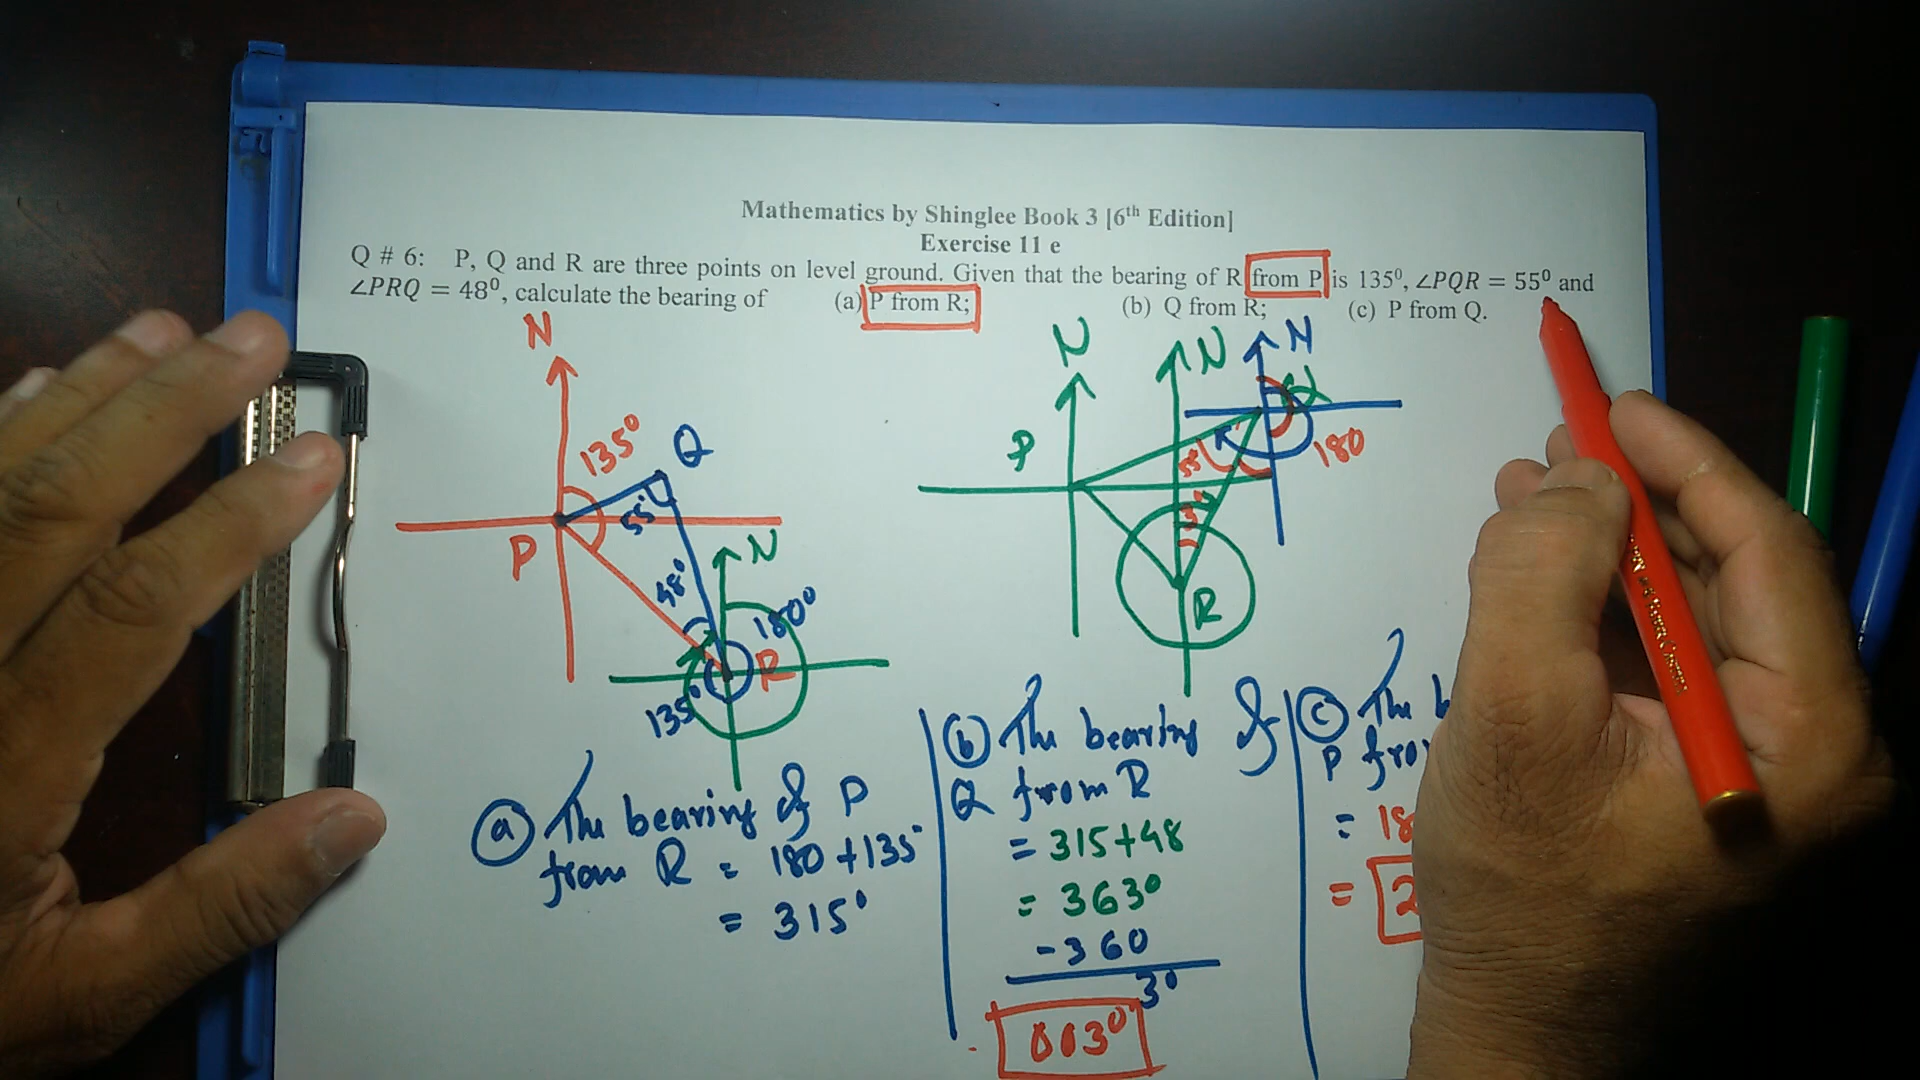 Mathematics by Shinglee Book 3 [6th Edition]
Exercise 11 e
Q # 6: P, Q and R are three points on level ground. Given that the bearing of R from P is 135⁰, ∠PQR = 55⁰ and
∠PRQ = 48⁰, calculate the bearing of (a) P from R; (b) Q from R; (c) P from Q.
N
135°
Q
55°
P
48°
N
180°
R
135°
N
N
N
P
Q
55°
180
3°
R
(a) The bearing of P
from R = 180 + 135
= 315°
(b) The bearing of
Q from R
= 315+48
= 363°
-360
3°
003°
(c) The b
P fro
= 18
= 2